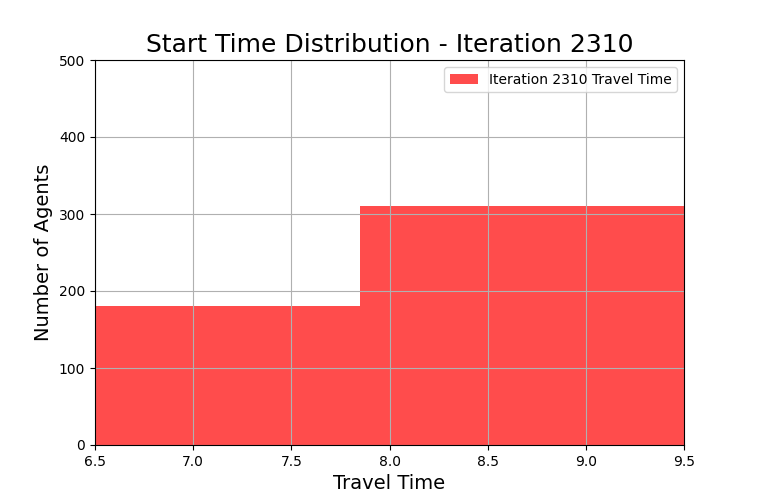 Start Time Distribution - Iteration 2310
Iteration 2310 Travel Time
500
400
300
200
100
0
Number of Agents
6.5 7.0 7.5 8.0 8.5 9.0 9.5
Travel Time